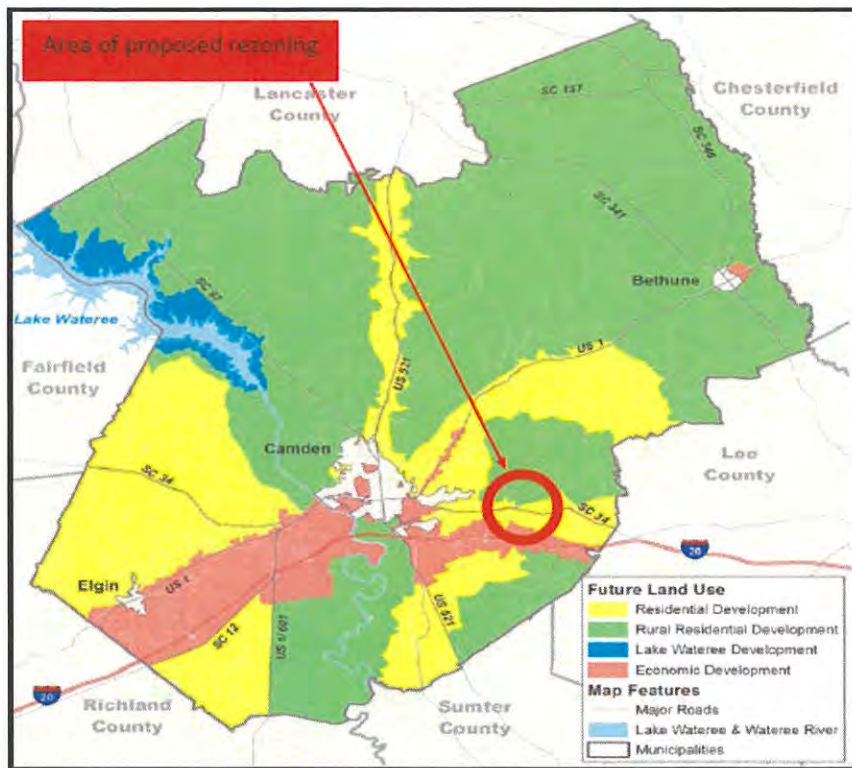 Area of proposed rezoning
Lancaster
County
Chesterfield
County
SC 157
SC 346
SC 341
Bethune
SC 97
Lake Wateree
Fairfield
County
US 521
US 1
Camden
Lee
County
SC 34
SC 34
20
Elgin
US 1
SC 12
US 1/601
US 521
20
Richland
County
Sumter
County
Future Land Use
Residential Development
Rural Residential Development
Lake Wateree Development
Economic Development
Map Features
Major Roads
Lake Wateree & Wateree River
Municipalities